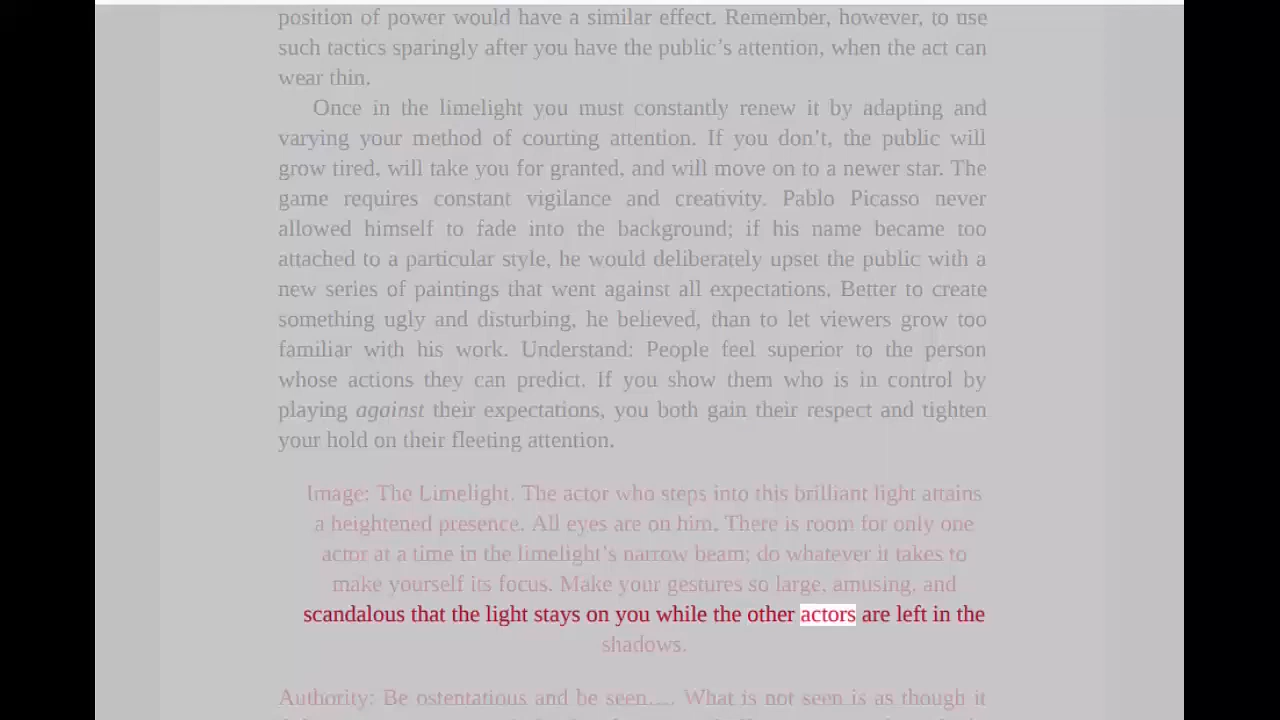 position of power would have a similar effect. Remember, however, to use
such tactics sparingly after you have the public’s attention, when the act can
wear thin.
Once in the limelight you must constantly renew it by adapting and
varying your method of courting attention. If you don’t, the public will
grow tired, will take you for granted, and will move on to a newer star. The
game requires constant vigilance and creativity. Pablo Picasso never
allowed himself to fade into the background; if his name became too
attached to a particular style, he would deliberately upset the public with a
new series of paintings that went against all expectations. Better to create
something ugly and disturbing, he believed, than to let viewers grow too
familiar with his work. Understand: People feel superior to the person
whose actions they can predict. If you show them who is in control by
playing against their expectations, you both gain their respect and tighten
your hold on their fleeting attention.
Image: The Limelight. The actor who steps into this brilliant light attains
a heightened presence. All eyes are on him. There is room for only one
actor at a time in the limelight’s narrow beam; do whatever it takes to
make yourself its focus. Make your gestures so large, amusing, and
scandalous that the light stays on you while the other actors are left in the
shadows.
Authority: Be ostentatious and be seen.... What is not seen is as though it